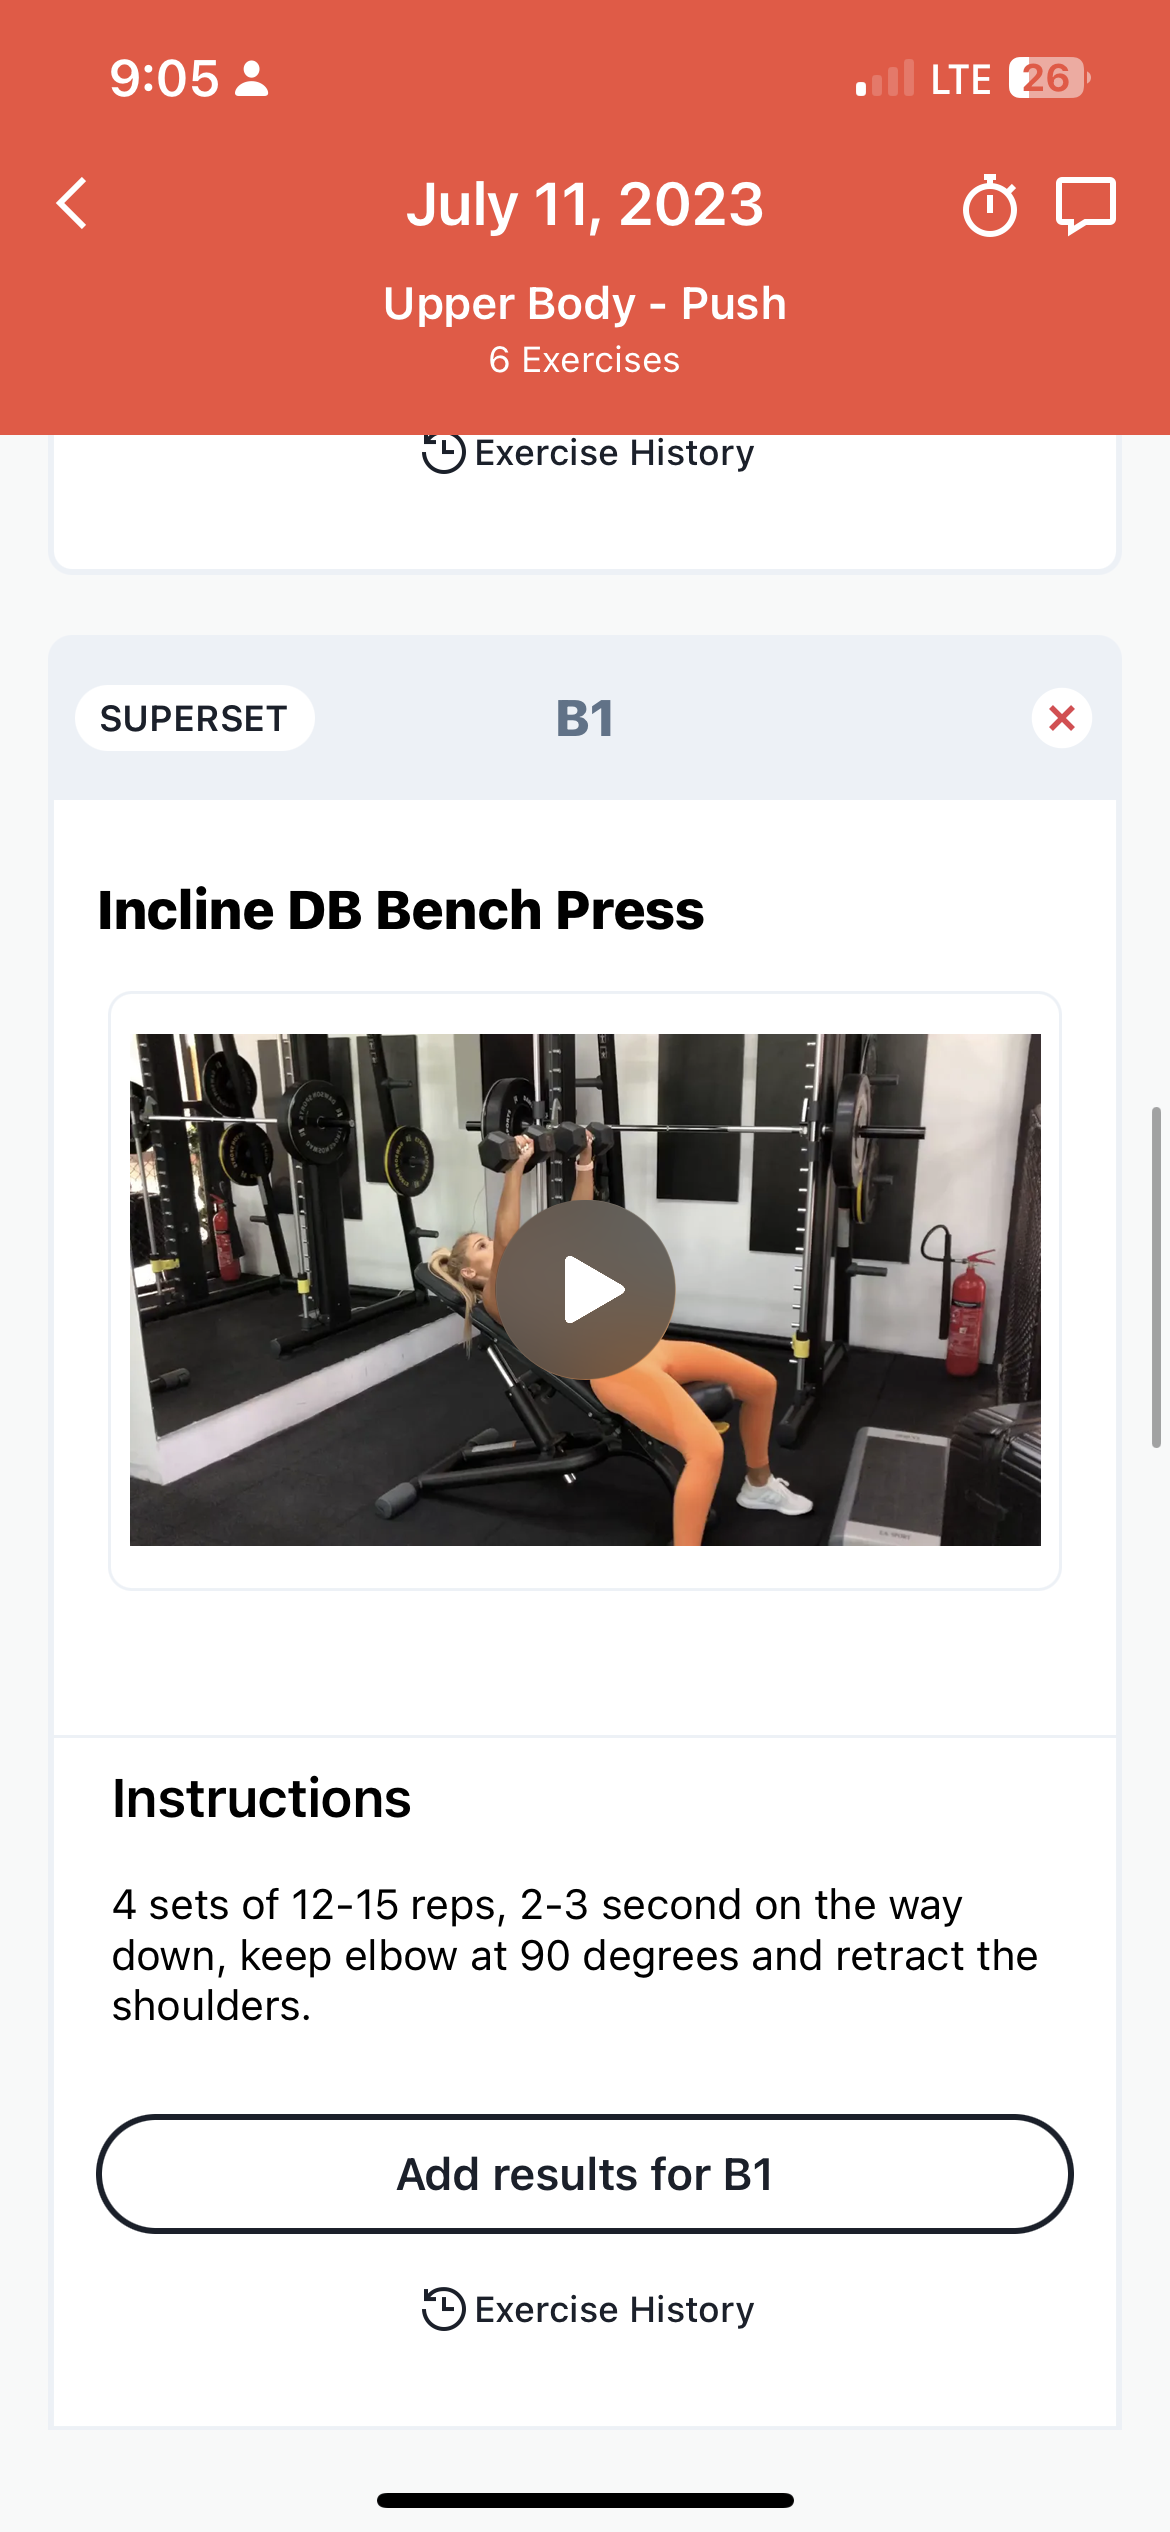 9:05
LTE 26
July 11, 2023
Upper Body - Push
6 Exercises
Exercise History
SUPERSET
B1
Incline DB Bench Press
Instructions
4 sets of 12-15 reps, 2-3 second on the way
down, keep elbow at 90 degrees and retract the
shoulders.
Add results for B1
Exercise History